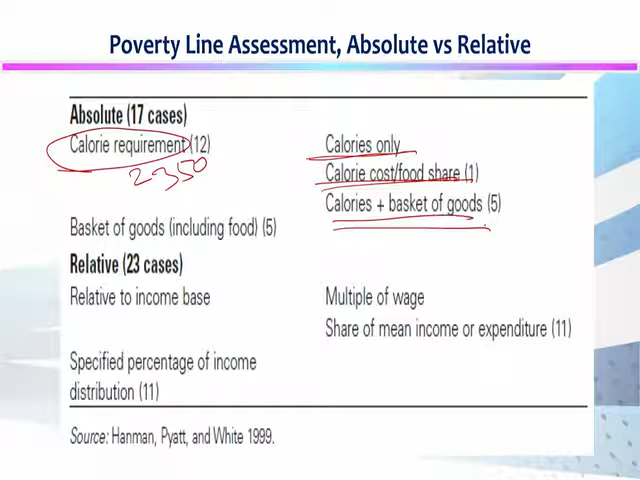 Poverty Line Assessment, Absolute vs Relative
Absolute (17 cases)
Calorie requirement (12)
Calories only
2350
Calorie cost/food share (1)
Calories + basket of goods (5)
Basket of goods (including food) (5)
Relative (23 cases)
Relative to income base
Multiple of wage
Share of mean income or expenditure (11)
Specified percentage of income
distribution (11)
Source: Hanman, Pyatt, and White 1999.